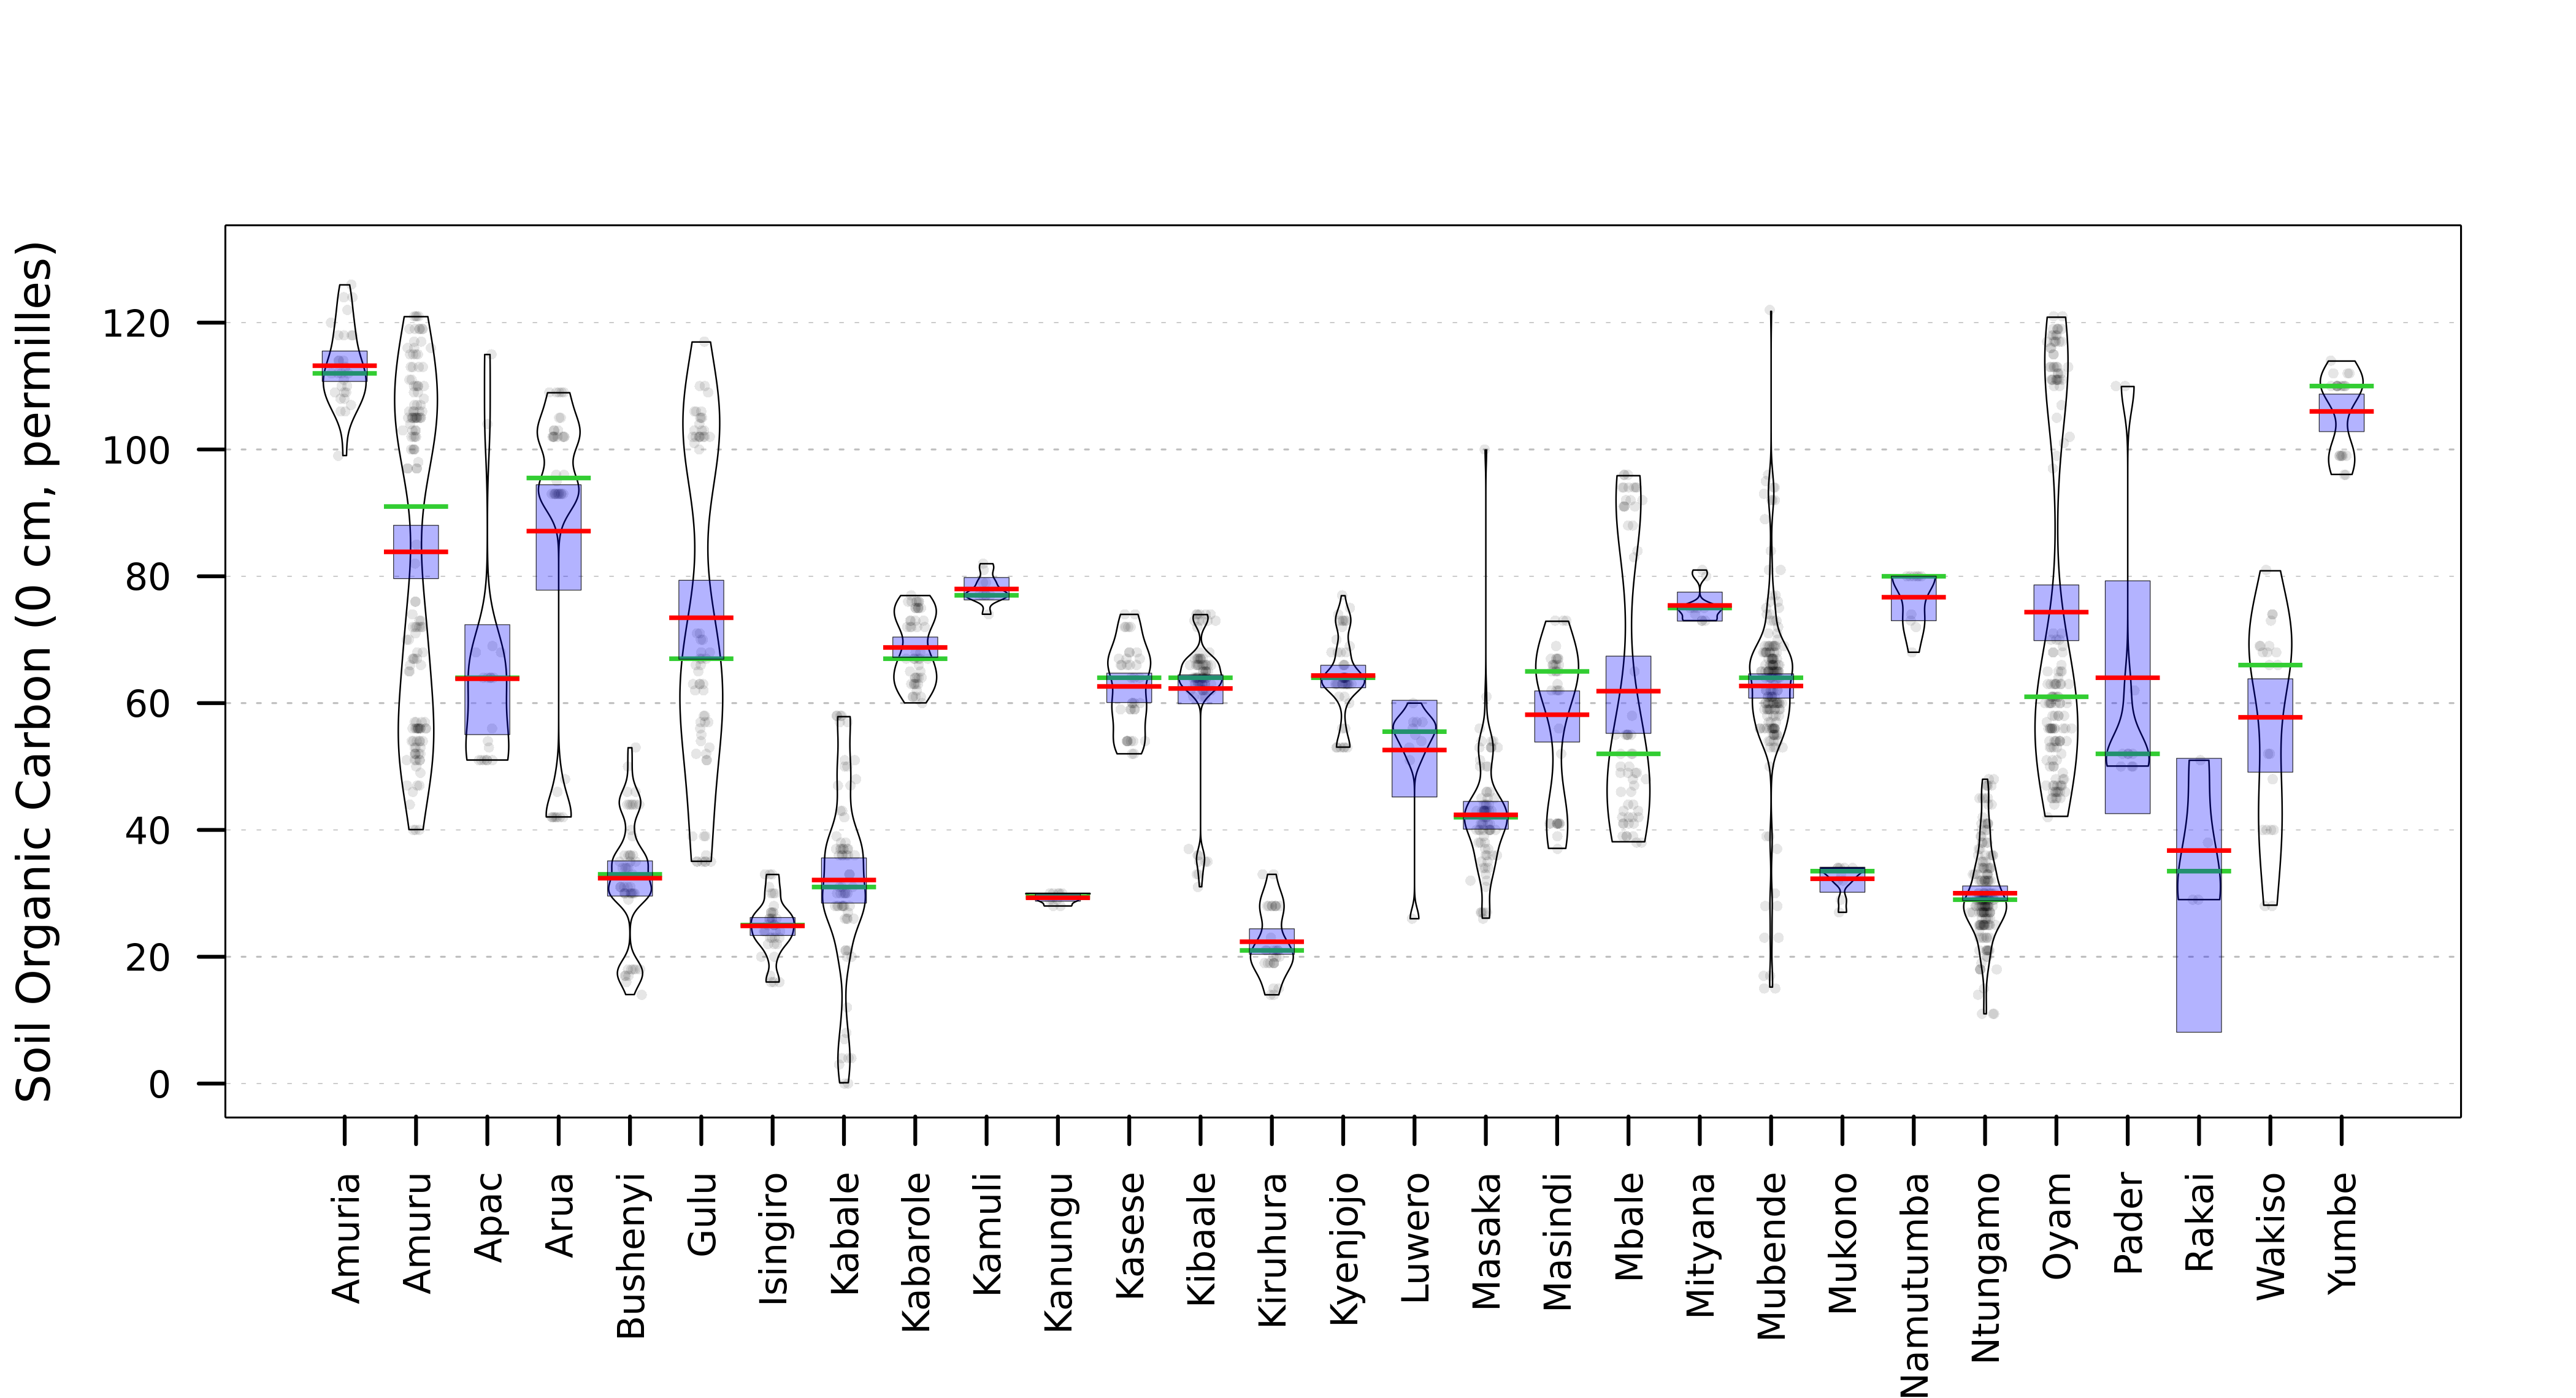 Soil Organic Carbon (0 cm, permilles)
120
100
80
60
40
20
0
Amuria
Amuru
Apac
Arua
Bushenyi
Gulu
Isingiro
Kabale
Kabarole
Kamuli
Kanungu
Kasese
Kibaale
Kiruhura
Kyenjojo
Luwero
Masaka
Masindi
Mbale
Mityana
Mubende
Mukono
Namutumba
Ntungamo
Oyam
Pader
Rakai
Wakiso
Yumbe